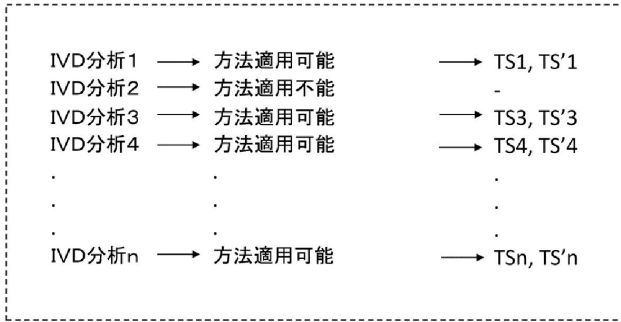 IVD分析1 → 方法適用可能 → TS1, TS'1
IVD分析2 → 方法適用不能 -
IVD分析3 → 方法適用可能 → TS3, TS'3
IVD分析4 → 方法適用可能 → TS4, TS'4
. . .
. . .
. . .
IVD分析n → 方法適用可能 → TSn, TS'n